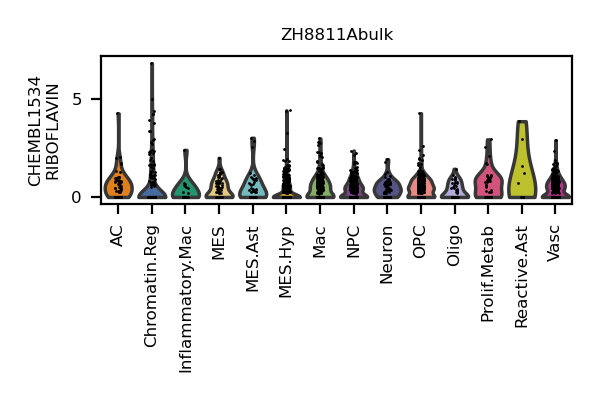 ZH8811Abulk
CHEMBL1534
RIBOFLAVIN
5
0
AC
Chromatin.Reg
Inflammatory.Mac
MES
MES.Ast
MES.Hyp
Mac
NPC
Neuron
OPC
Oligo
Prolif.Metab
Reactive.Ast
Vasc